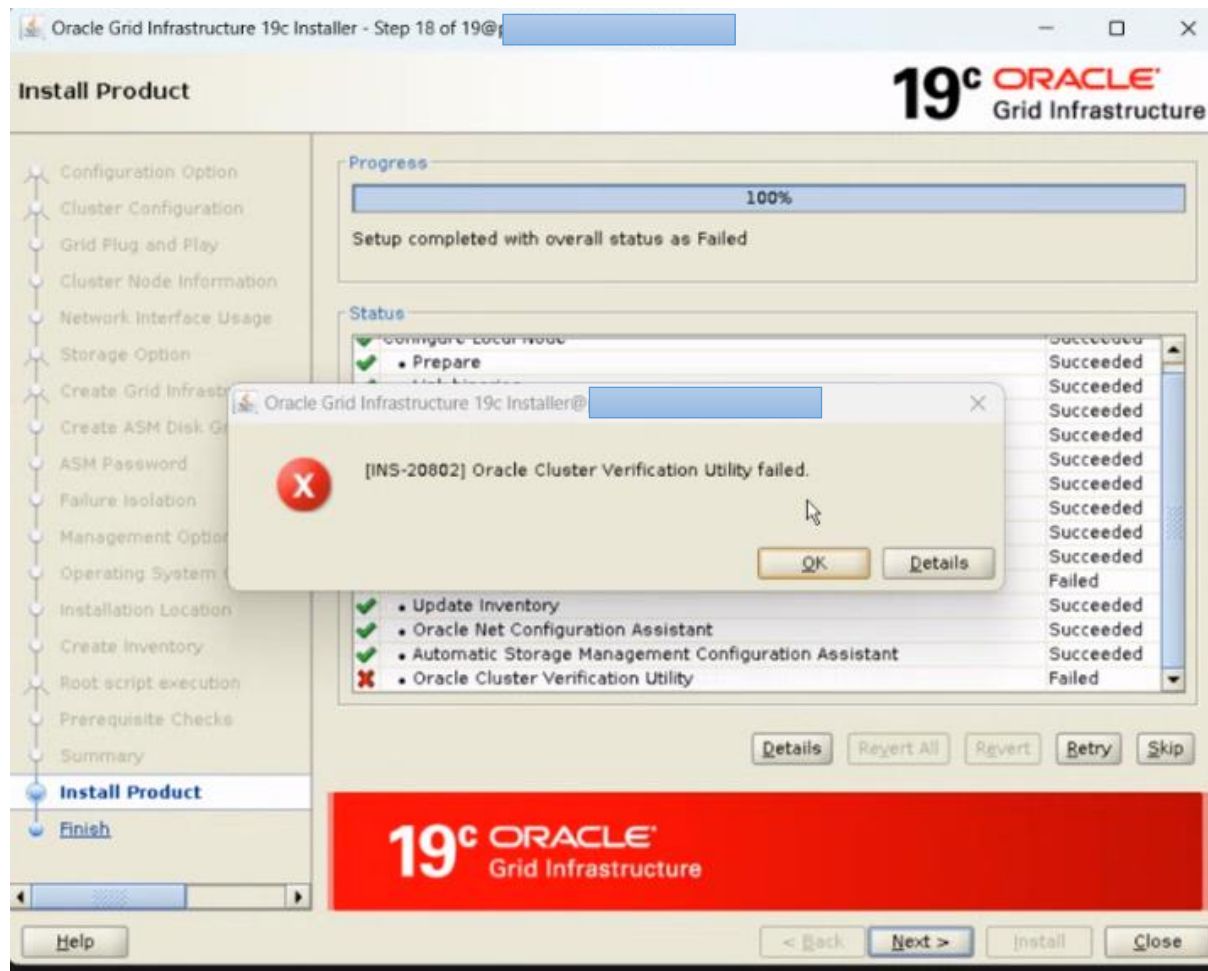 Oracle Grid Infrastructure 19c Installer - Step 18 of 19@
Install Product
19c ORACLE
Grid Infrastructure
Configuration Option
Cluster Configuration
Grid Plug and Play
Cluster Node Information
Network Interface Usage
Storage Option
Create Grid Infrast
Create ASM Disk G
ASM Password
Failure Isolation
Management Option
Operating System
Installation Location
Create Inventory
Root script execution
Prerequisite Checks
Summary
Install Product
Finish
Progress
100%
Setup completed with overall status as Failed
Status
Configure Local Node Succeeded
• Prepare Succeeded
Succeeded
Succeeded
Succeeded
Succeeded
Succeeded
Succeeded
Succeeded
Succeeded
Failed
• Update Inventory Succeeded
• Oracle Net Configuration Assistant Succeeded
• Automatic Storage Management Configuration Assistant Succeeded
• Oracle Cluster Verification Utility Failed
Oracle Grid Infrastructure 19c Installer@
[INS-20802] Oracle Cluster Verification Utility failed.
OK Details
Details Revert All Revert Retry Skip
19c ORACLE
Grid Infrastructure
Help < Back Next > Install Close